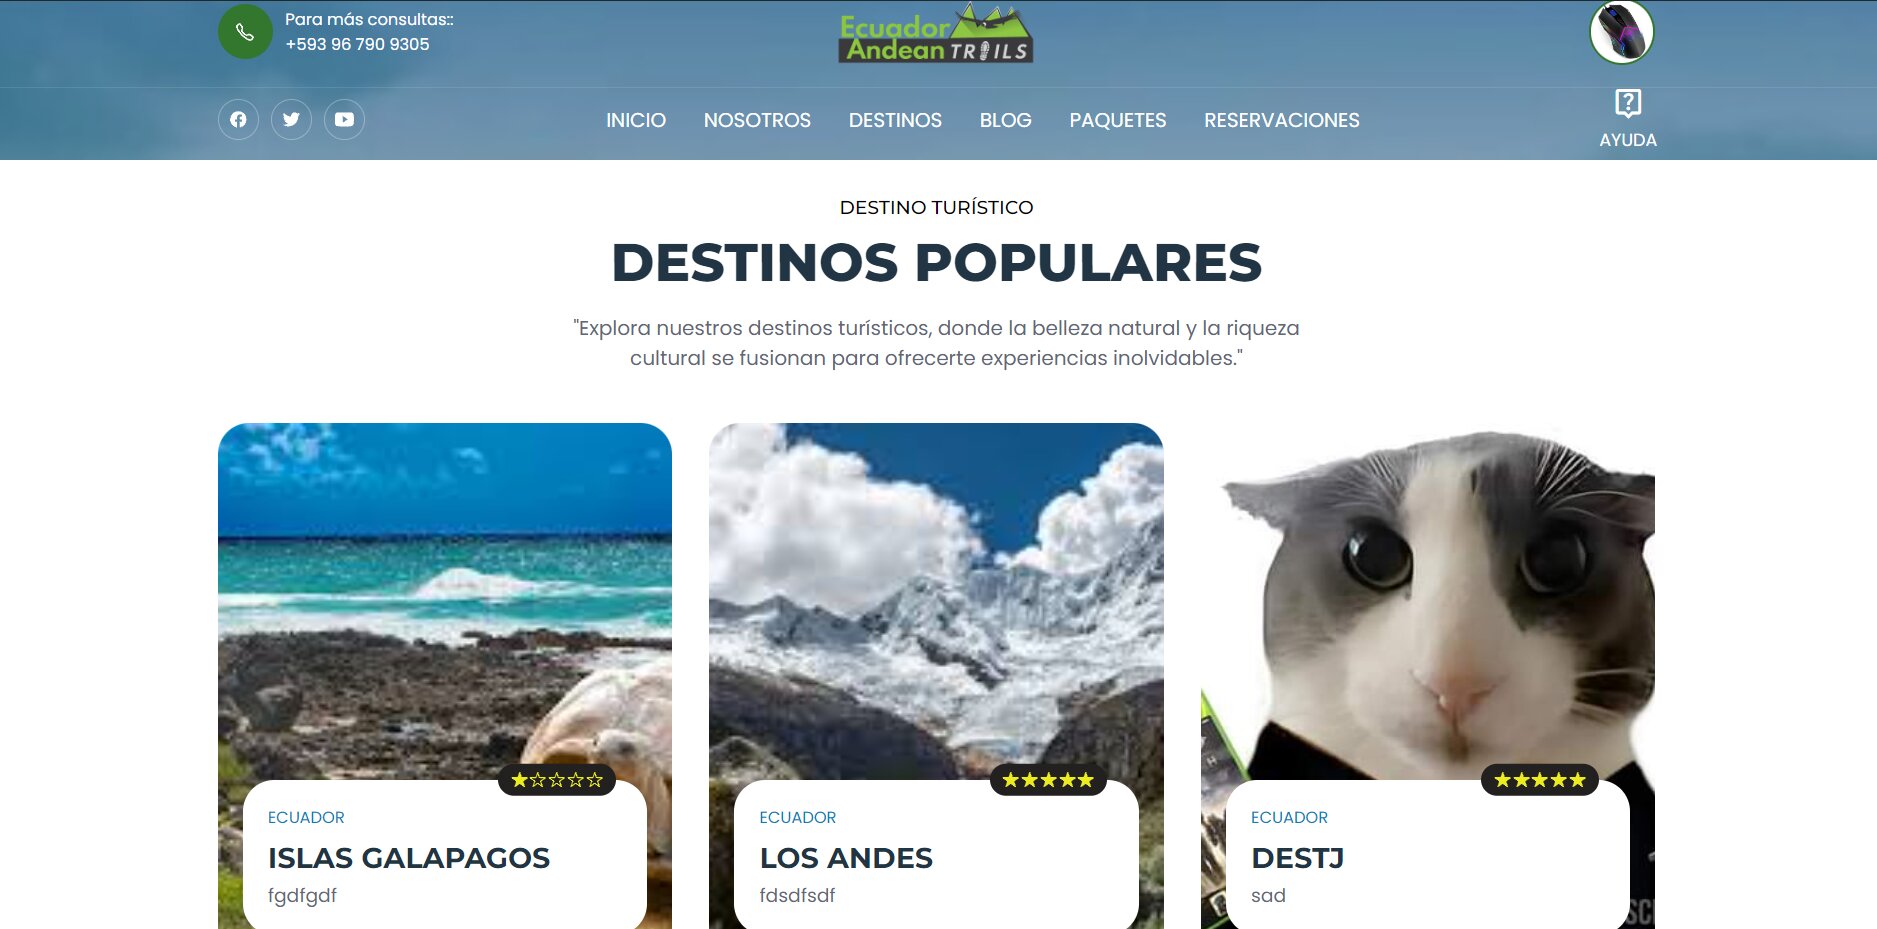 Para más consultas::
+593 96 790 9305
Ecuador
Andean TRAILS
INICIO NOSOTROS DESTINOS BLOG PAQUETES RESERVACIONES
AYUDA
DESTINO TURÍSTICO
DESTINOS POPULARES
"Explora nuestros destinos turísticos, donde la belleza natural y la riqueza
cultural se fusionan para ofrecerte experiencias inolvidables."
ECUADOR
ISLAS GALAPAGOS
fgdfgdf
ECUADOR
LOS ANDES
fdsdfsdf
ECUADOR
DESTJ
sad